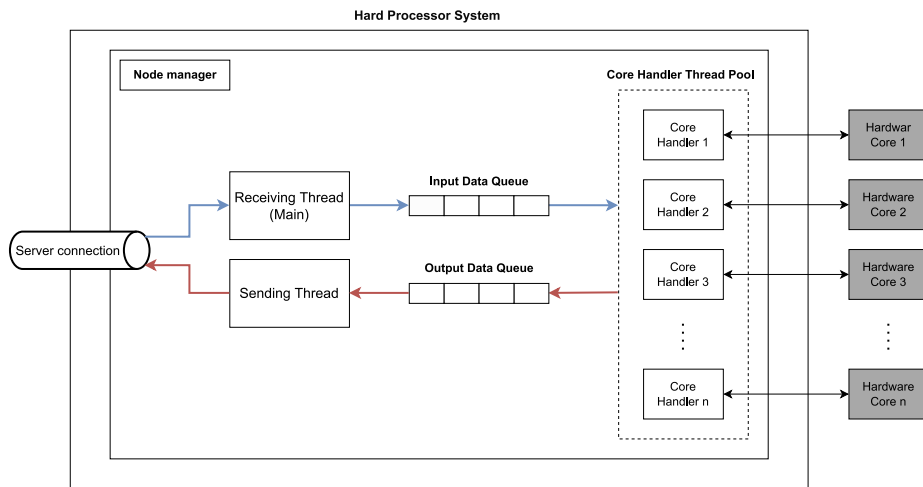 Hard Processor System
Node manager
Core Handler Thread Pool
Core
Handler 1
Hardwar
Core 1
Receiving Thread
(Main)
Input Data Queue
Core
Handler 2
Hardware
Core 2
Server connection
Sending Thread
Output Data Queue
Core
Handler 3
Hardware
Core 3
Core
Handler n
Hardware
Core n